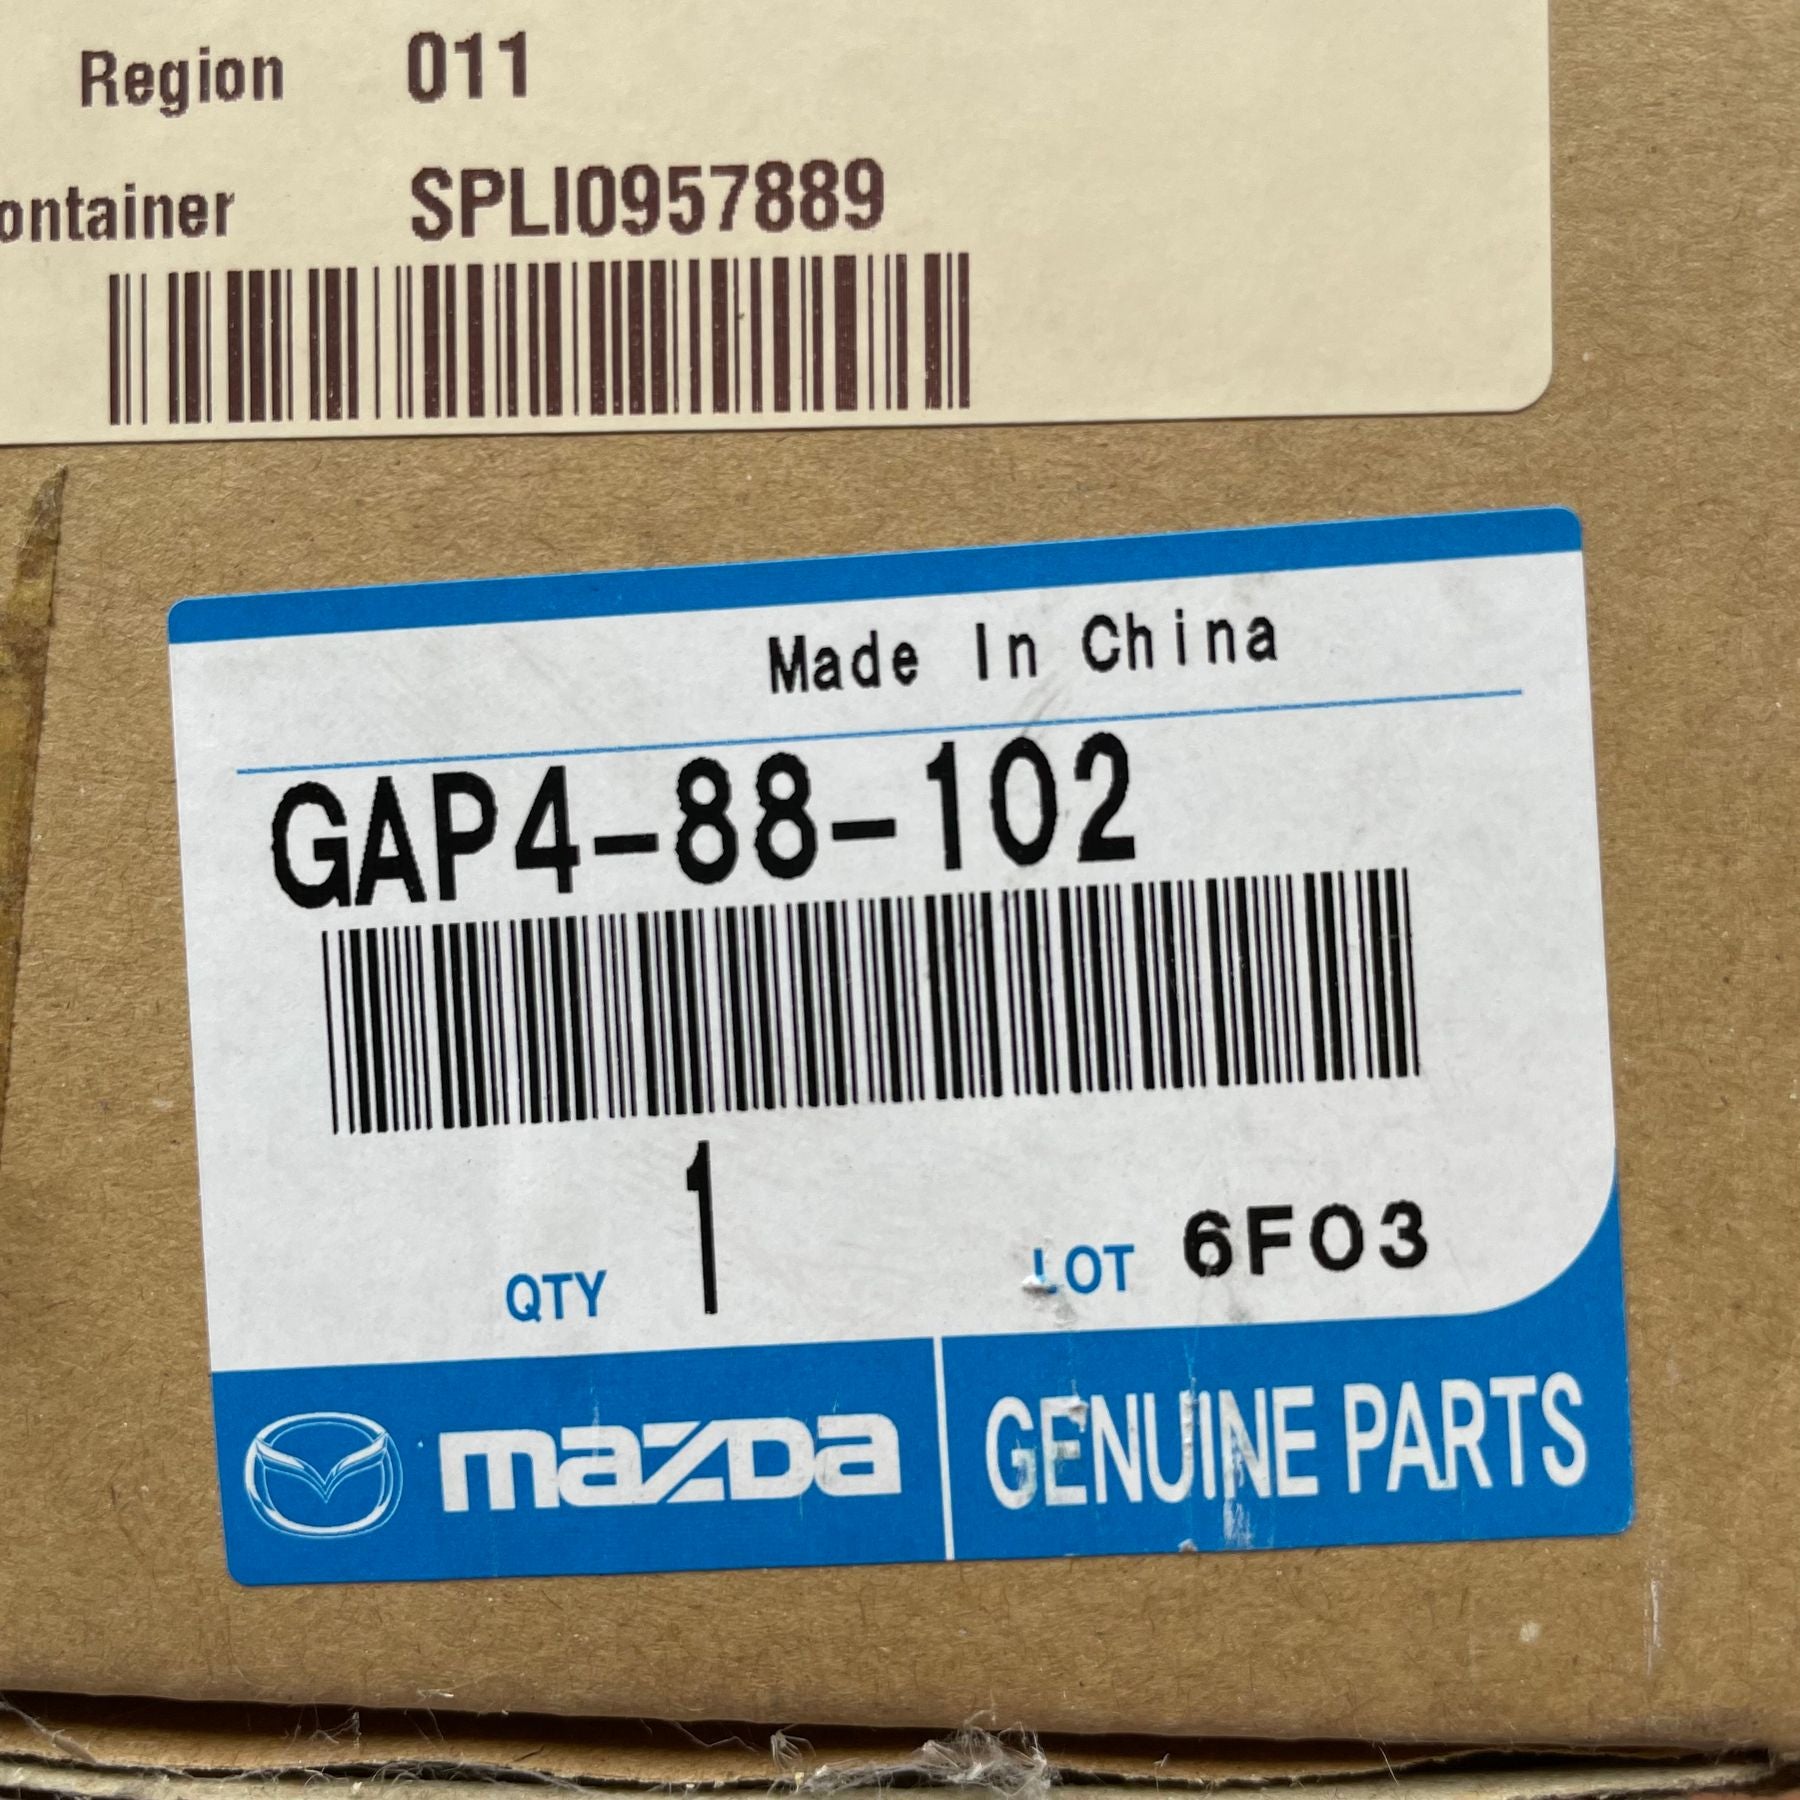 Region 011
ontainer SPLI0957889
Made In China
GAP4-88-102
QTY 1 LOT 6F03
mazda GENUINE PARTS